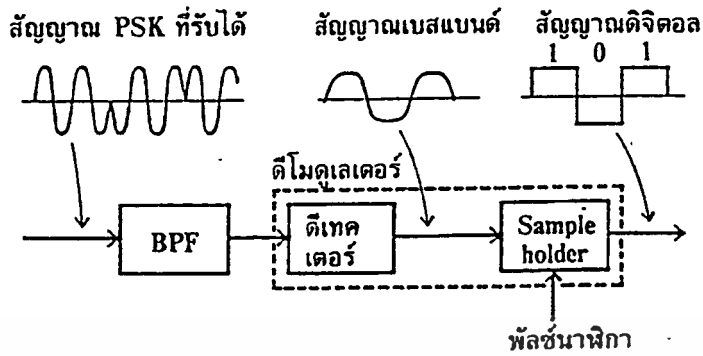 สัญญาณ PSK ที่รับได้
สัญญาณเบสแบนด์
สัญญาณดิจิตอล
1 0 1
ดีโมดูเลเตอร์
BPF
ดีเทค
เตอร์
Sample
holder
พัลซ์นาฬิกา